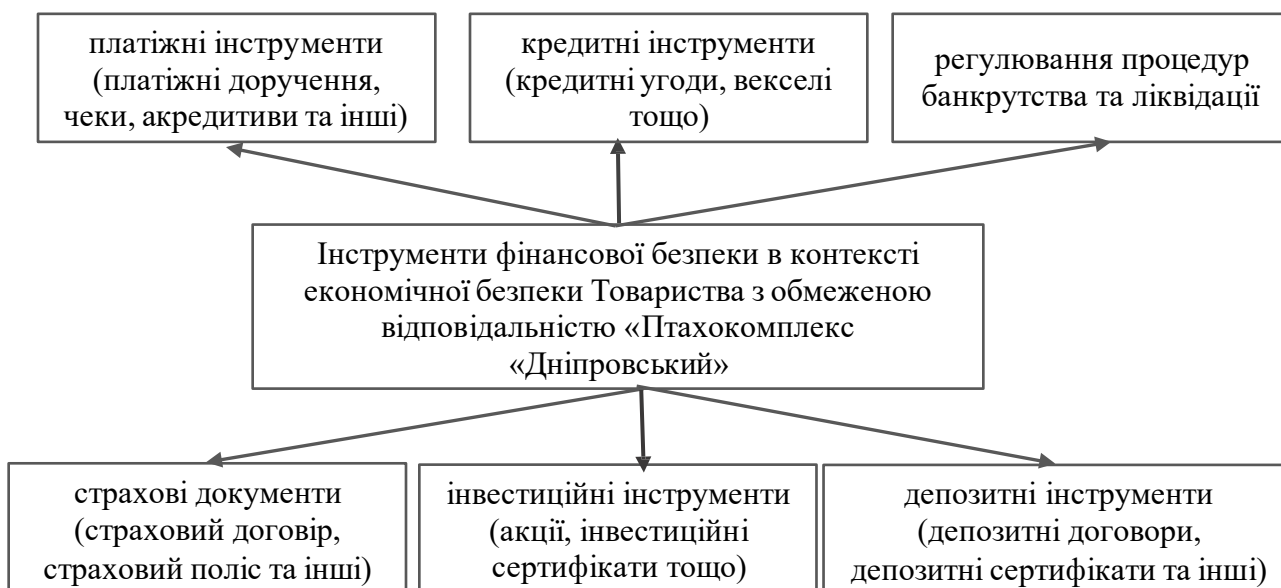 платіжні інструменти
(платіжні доручення,
чеки, акредитиви та інші)
кредитні інструменти
(кредитні угоди, векселі
тощо)
регулювання процедур
банкрутства та ліквідації
Інструменти фінансової безпеки в контексті
економічної безпеки Товариства з обмеженою
відповідальністю «Птахокомплекс
«Дніпровський»
страхові документи
(страховий договір,
страховий поліс та інші)
інвестиційні інструменти
(акції, інвестиційні
сертифікати тощо)
депозитні інструменти
(депозитні договори,
депозитні сертифікати та інші)